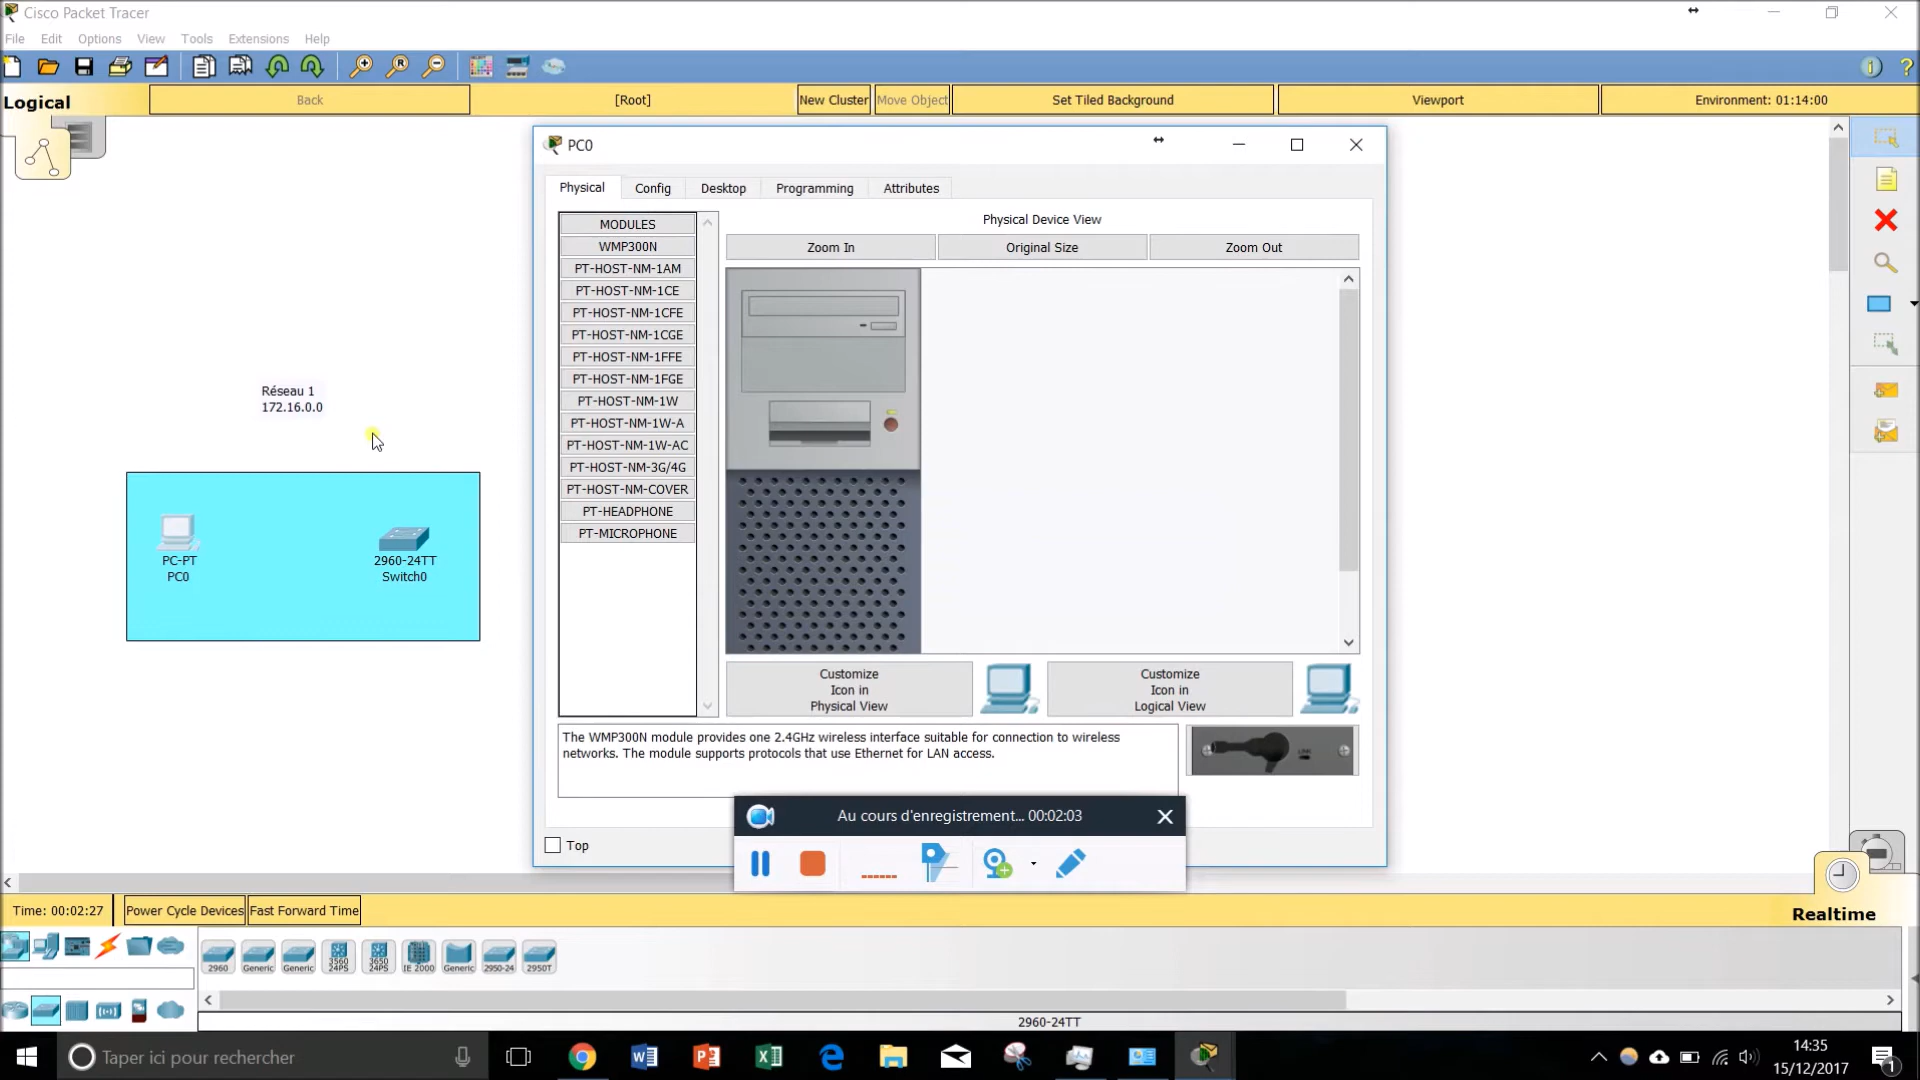 Cisco Packet Tracer
File Edit Options View Tools Extensions Help
Logical
Back
[Root]
New Cluster
Move Object
Set Tiled Background
Viewport
Environment: 01:14:00
PC0
Physical Config Desktop Programming Attributes
MODULES
WMP300N
PT-HOST-NM-1AM
PT-HOST-NM-1CE
PT-HOST-NM-1CFE
PT-HOST-NM-1CGE
PT-HOST-NM-1FFE
PT-HOST-NM-1FGE
PT-HOST-NM-1W
PT-HOST-NM-1W-A
PT-HOST-NM-1W-AC
PT-HOST-NM-3G/4G
PT-HOST-NM-COVER
PT-HEADPHONE
PT-MICROPHONE
Physical Device View
Zoom In
Original Size
Zoom Out
Réseau 1
172.16.0.0
PC-PT
PC0
2960-24TT
Switch0
Customize
Icon in
Physical View
Customize
Icon in
Logical View
The WMP300N module provides one 2.4GHz wireless interface suitable for connection to wireless
networks. The module supports protocols that use Ethernet for LAN access.
Au cours d'enregistrement... 00:02:03
Top
Time: 00:02:27
Power Cycle Devices
Fast Forward Time
Realtime
2960
Generic
Generic
3560
24PS
3650
24PS
IE 2000
Generic
2950-24
2950T
2960-24TT
Taper ici pour rechercher
14:35
15/12/2017
1